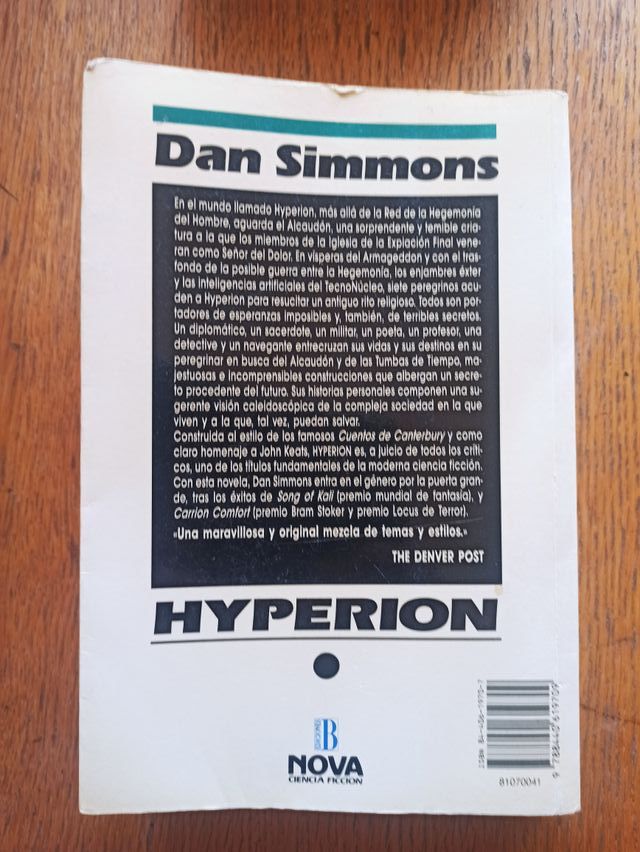 Dan Simmons
En el mundo llamado Hyperion, más allá de la Red de la Hegemonía
del Hombre, aguarda el Alcaudón, una sorprendente y temible cria-
tura a la que los miembros de la Iglesia de la Expiación Final vene-
ran como Señor del Dolor. En vísperas del Armageddon y con el tras-
fondo de la posible guerra entre la Hegemonía, los enjambres éxter
y las inteligencias artificiales del TecnoNúcleo, siete peregrinos acu-
den a Hyperion para resucitar un antiguo rito religioso. Todos son por-
tadores de esperanzas imposibles y, también, de terribles secretos.
Un diplomático, un sacerdote, un militar, un poeta, un profesor, una
detective y un navegante entrecruzan sus vidas y sus destinos en su
peregrinar en busca del Alcaudón y de las Tumbas de Tiempo, ma-
jestuosas e incomprensibles construcciones que albergan un secre-
to procedente del futuro. Sus historias personales componen una su-
gerente visión caleidoscópica de la compleja sociedad en la que
viven y a la que, tal vez, puedan salvar.
Construida al estilo de los famosos Cuentos de Canterbury y como
claro homenaje a John Keats, HYPERION es, a juicio de todos los críti-
cos, uno de los títulos fundamentales de la moderna ciencia ficción.
Con esta novela, Dan Simmons entra en el género por la puerta gran-
de, tras los éxitos de Song of Kali (premio mundial de fantasía), y
Carrion Comfort (premio Bram Stoker y premio Locus de Terror).
«Una maravillosa y original mezcla de temas y estilos.»
THE DENVER POST
HYPERION
EDICIONES
B
NOVA
CIENCIA FICCION
ISBN 84-406-1970-7
9 788440 619709
81070041